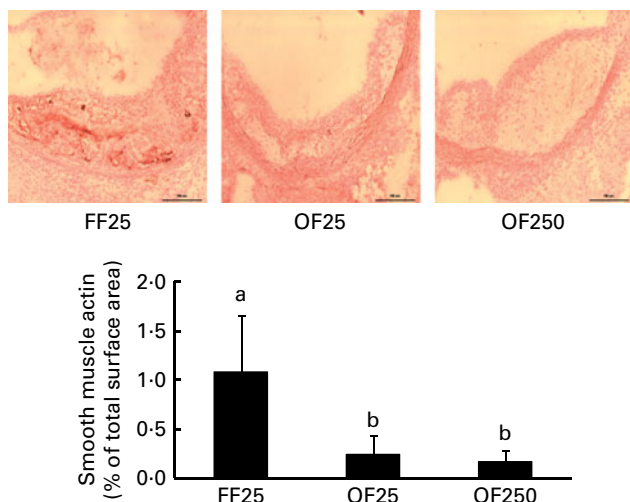 FF25
OF25
OF250
Smooth muscle actin
(% of total surface area)
2·0
1·5
1·0
0·5
0·0
a
b
b
FF25
OF25
OF250